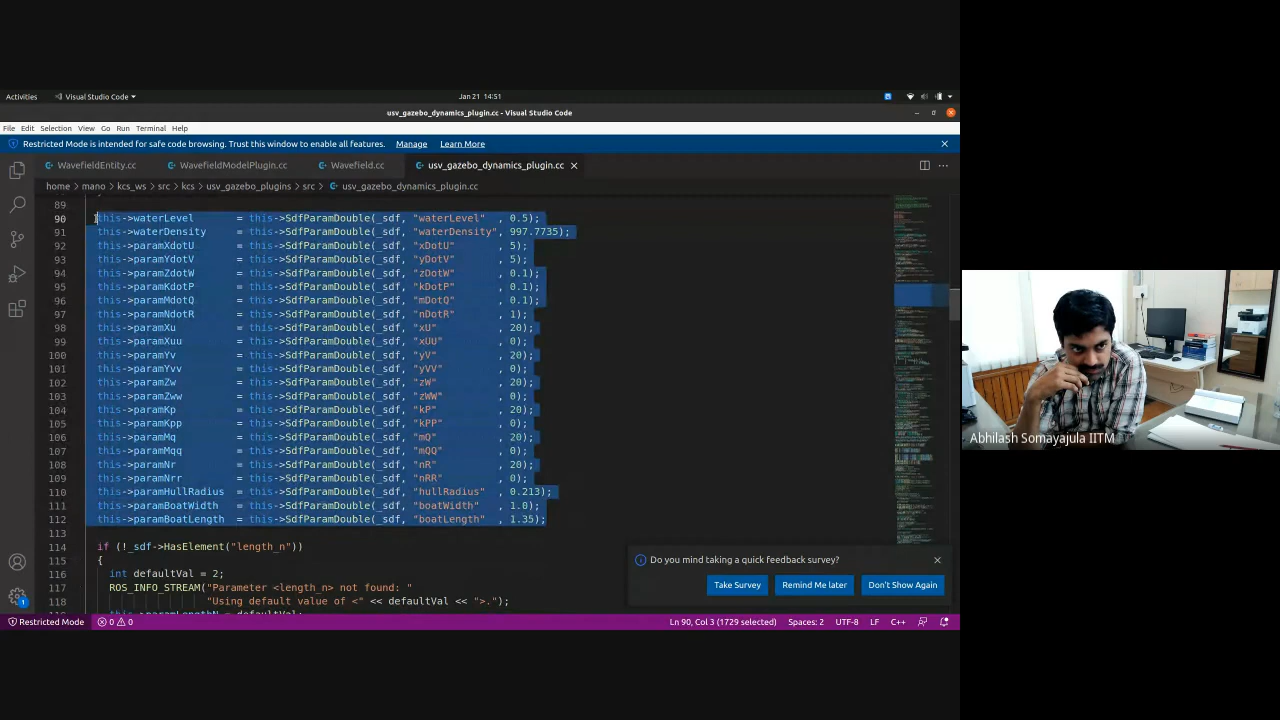 Activities
Visual Studio Code
Jan 21 14:51
usv_gazebo_dynamics_plugin.cc - Visual Studio Code
File Edit Selection View Go Run Terminal Help
Restricted Mode is intended for safe code browsing. Trust this window to enable all features. Manage Learn More
WavefieldEntity.cc WavefieldModelPlugin.cc Wavefield.cc usv_gazebo_dynamics_plugin.cc
home > mano > kcs_ws > src > kcs > usv_gazebo_plugins > src > usv_gazebo_dynamics_plugin.cc
89
90 this->waterLevel = this->SdfParamDouble(_sdf, "waterLevel" , 0.5);
91 this->waterDensity = this->SdfParamDouble(_sdf, "waterDensity", 997.7735);
92 this->paramXdotU = this->SdfParamDouble(_sdf, "xDotU" , 5);
93 this->paramYdotV = this->SdfParamDouble(_sdf, "yDotV" , 5);
94 this->paramZdotW = this->SdfParamDouble(_sdf, "zDotW" , 0.1);
95 this->paramKdotP = this->SdfParamDouble(_sdf, "kDotP" , 0.1);
96 this->paramMdotQ = this->SdfParamDouble(_sdf, "mDotQ" , 0.1);
97 this->paramNdotR = this->SdfParamDouble(_sdf, "nDotR" , 1);
98 this->paramXu = this->SdfParamDouble(_sdf, "xU" , 20);
99 this->paramXuu = this->SdfParamDouble(_sdf, "xUU" , 0);
100 this->paramYv = this->SdfParamDouble(_sdf, "yV" , 20);
101 this->paramYvv = this->SdfParamDouble(_sdf, "yVV" , 0);
102 this->paramZw = this->SdfParamDouble(_sdf, "zW" , 20);
103 this->paramZww = this->SdfParamDouble(_sdf, "zWW" , 0);
104 this->paramKp = this->SdfParamDouble(_sdf, "kP" , 20);
105 this->paramKpp = this->SdfParamDouble(_sdf, "kPP" , 0);
106 this->paramMq = this->SdfParamDouble(_sdf, "mQ" , 20);
107 this->paramMqq = this->SdfParamDouble(_sdf, "mQQ" , 0);
108 this->paramNr = this->SdfParamDouble(_sdf, "nR" , 20);
109 this->paramNrr = this->SdfParamDouble(_sdf, "nRR" , 0);
110 this->paramHullRadius = this->SdfParamDouble(_sdf, "hullRadius" , 0.213);
111 this->paramBoatWidth = this->SdfParamDouble(_sdf, "boatWidth" , 1.0);
112 this->paramBoatLength = this->SdfParamDouble(_sdf, "boatLength" , 1.35);
113
114 if (!_sdf->HasElement("length_n"))
115 {
116 int defaultVal = 2;
117 ROS_INFO_STREAM("Parameter <length_n> not found: "
118 "Using default value of <" << defaultVal << ">.");
Do you mind taking a quick feedback survey?
Take Survey Remind Me later Don't Show Again
Restricted Mode 0 0 Ln 90, Col 3 (1729 selected) Spaces: 2 UTF-8 LF C++
Abhilash Somayajula IITM